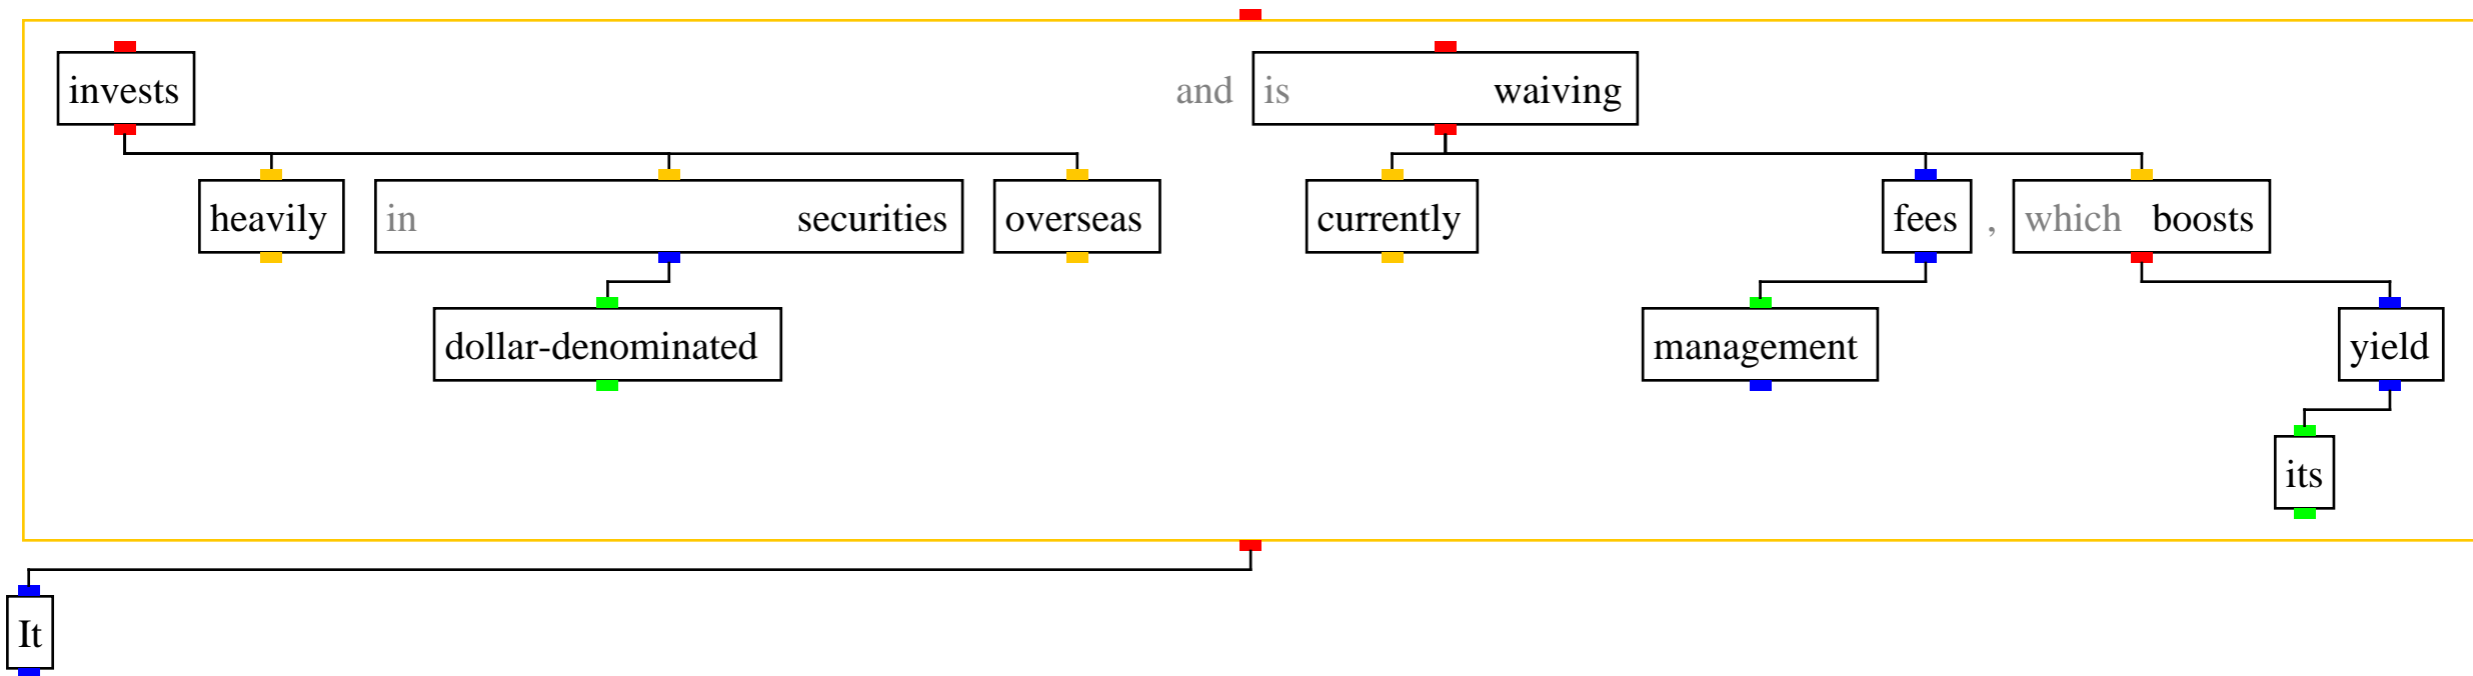 invests and is waiving
heavily in securities overseas currently fees , which boosts
dollar-denominated management yield
its
It